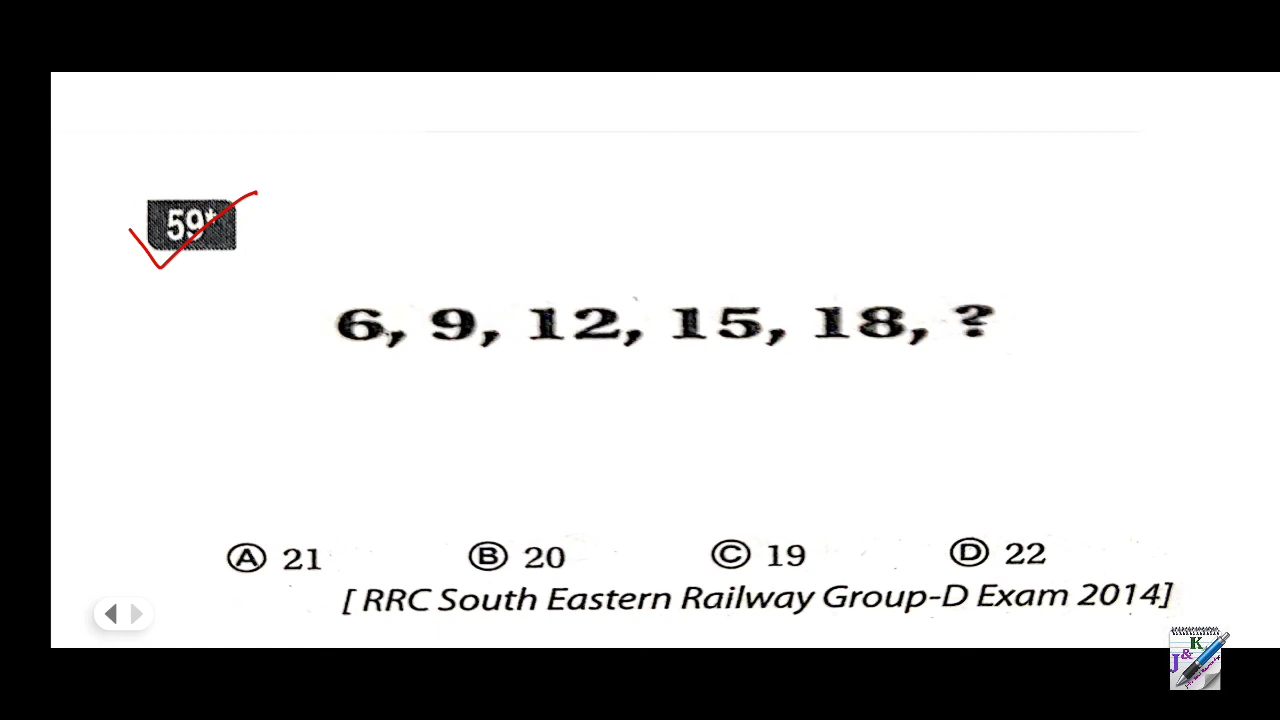 59*
6, 9, 12, 15, 18, ?
Ⓐ 21 Ⓑ 20 Ⓒ 19 Ⓓ 22
[ RRC South Eastern Railway Group-D Exam 2014]
J&K